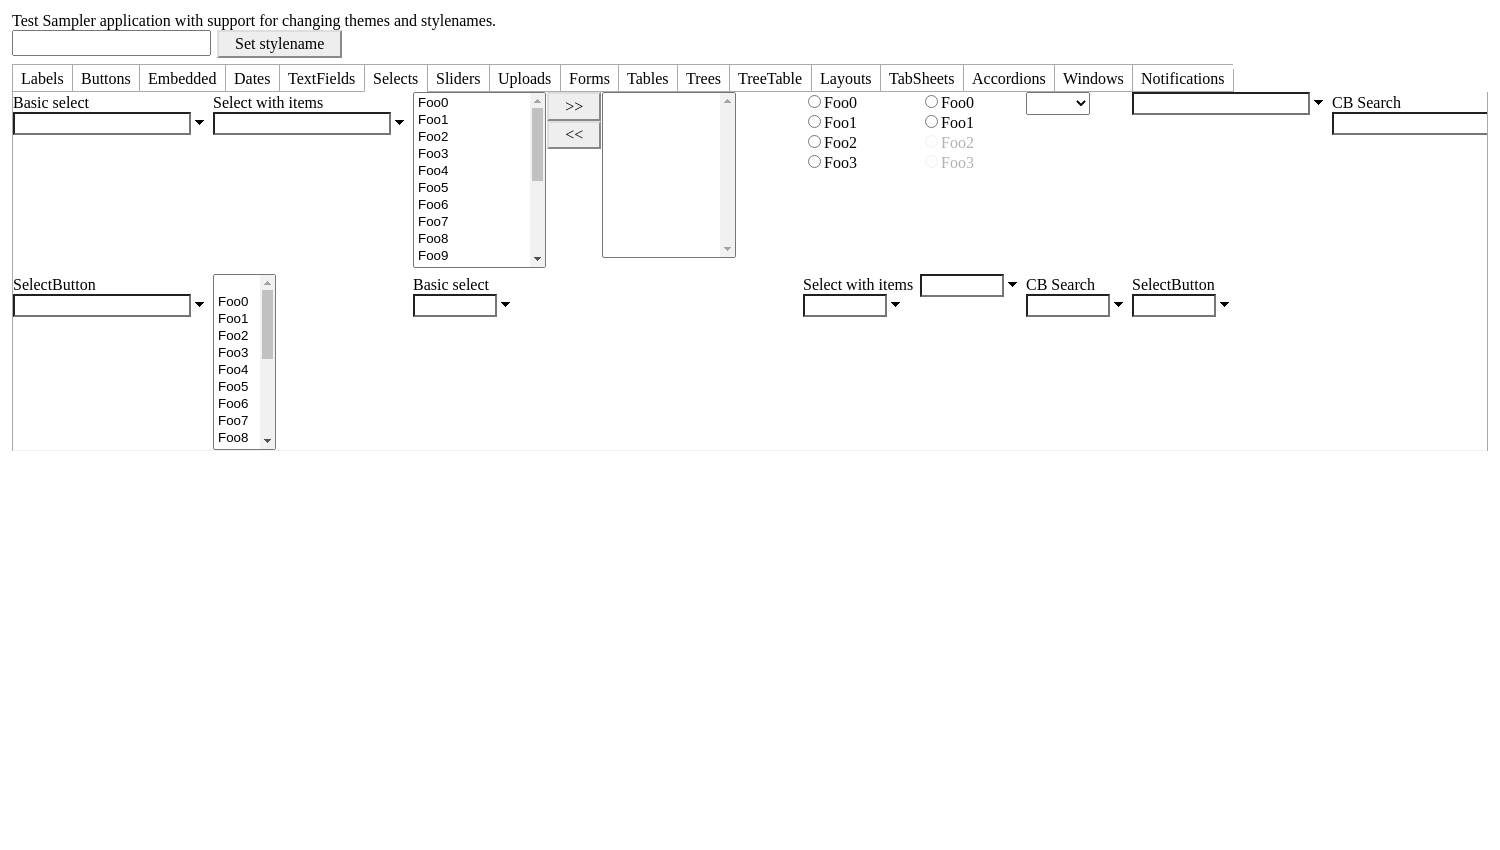 Test Sampler application with support for changing themes and stylenames.
Set stylename
Labels Buttons Embedded Dates TextFields Selects Sliders Uploads Forms Tables Trees TreeTable Layouts TabSheets Accordions Windows Notifications
Basic select
Select with items
Foo0
Foo1
Foo2
Foo3
Foo4
Foo5
Foo6
Foo7
Foo8
Foo9
>>
<<
Foo0
Foo1
Foo2
Foo3
Foo0
Foo1
Foo2
Foo3
CB Search
SelectButton
Foo0
Foo1
Foo2
Foo3
Foo4
Foo5
Foo6
Foo7
Foo8
Basic select
Select with items
CB Search
SelectButton